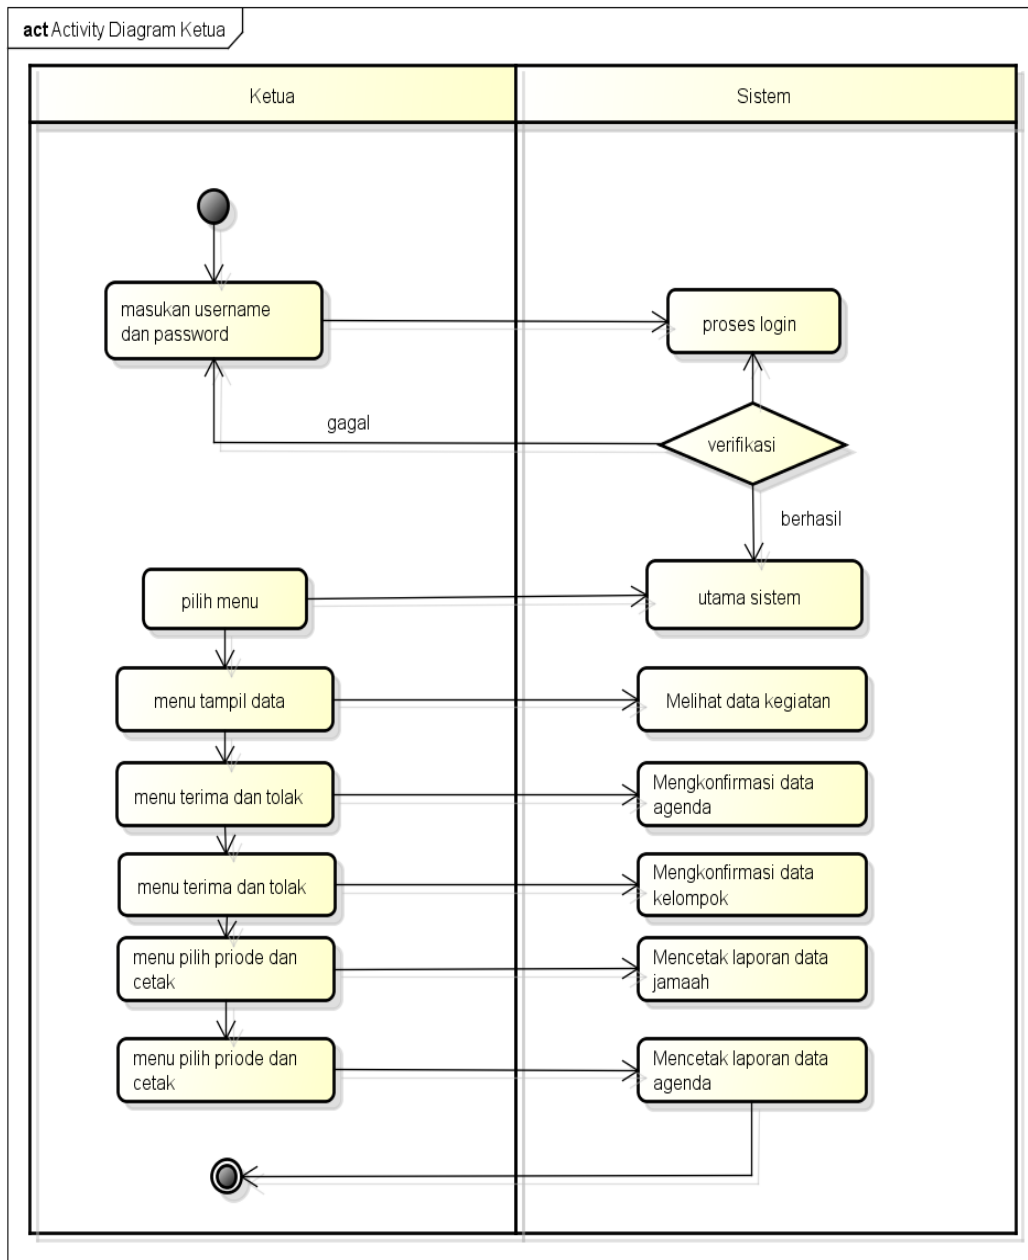 act Activity Diagram Ketua
Ketua
Sistem
masukan username
dan password
proses login
gagal
verifikasi
berhasil
pilih menu
utama sistem
menu tampil data
Melihat data kegiatan
menu terima dan tolak
Mengkonfirmasi data
agenda
menu terima dan tolak
Mengkonfirmasi data
kelompok
menu pilih priode dan
cetak
Mencetak laporan data
jamaah
menu pilih priode dan
cetak
Mencetak laporan data
agenda